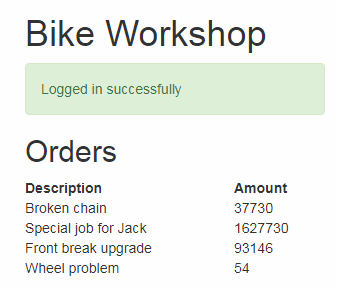 Bike Workshop
Logged in successfully
Orders
Description Amount
Broken chain 37730
Special job for Jack 1627730
Front break upgrade 93146
Wheel problem 54